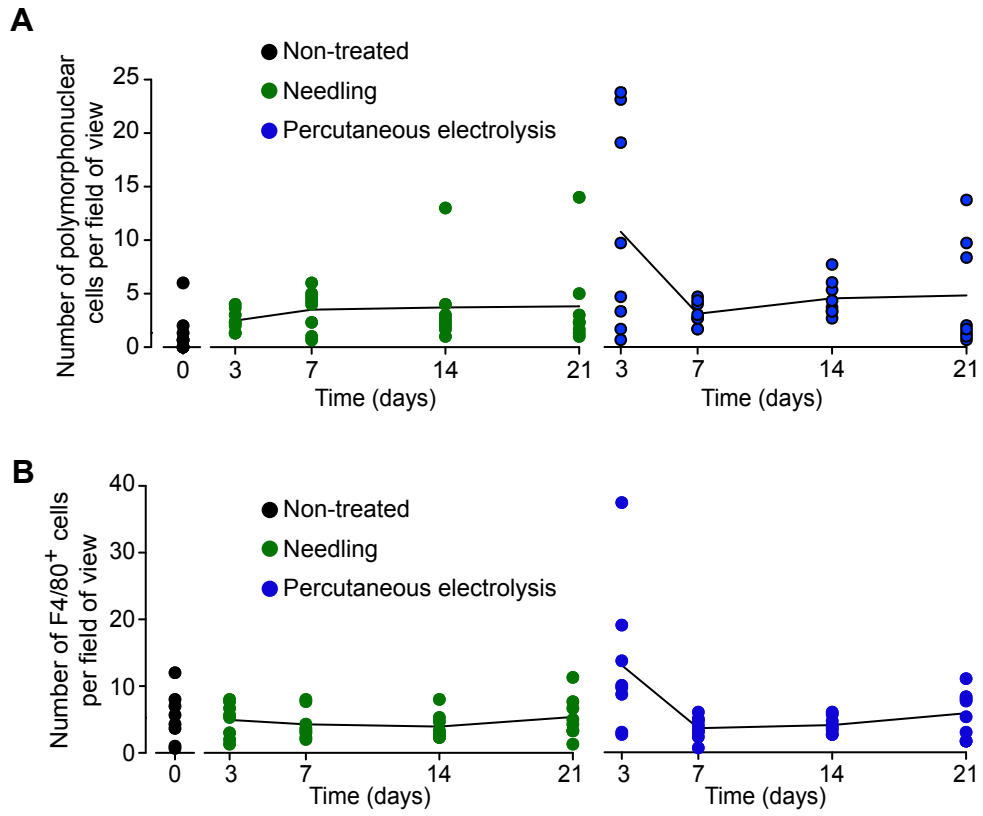 A
Number of polymorphonuclear
cells per field of view
25
20
15
10
5
0
Non-treated
Needling
Percutaneous electrolysis
0
3
7
14
21
Time (days)
3
7
14
21
Time (days)
B
Number of F4/80⁺ cells
per field of view
40
30
20
10
0
Non-treated
Needling
Percutaneous electrolysis
0
3
7
14
21
Time (days)
3
7
14
21
Time (days)